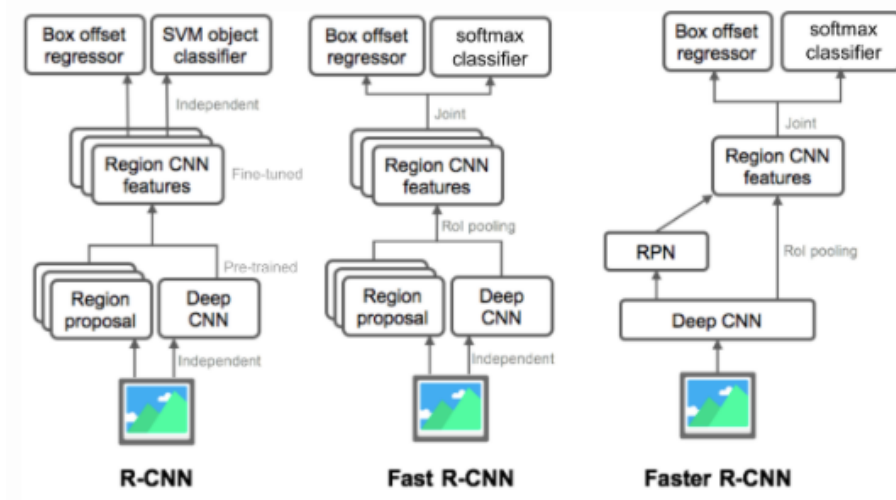 Box offset
regressor
SVM object
classifier
Independent
Region CNN
features
Fine-tuned
Pre-trained
Region
proposal
Deep
CNN
Independent
R-CNN
Box offset
regressor
softmax
classifier
Joint
Region CNN
features
RoI pooling
Region
proposal
Deep
CNN
Independent
Fast R-CNN
Box offset
regressor
softmax
classifier
Joint
Region CNN
features
RPN
RoI pooling
Deep CNN
Faster R-CNN